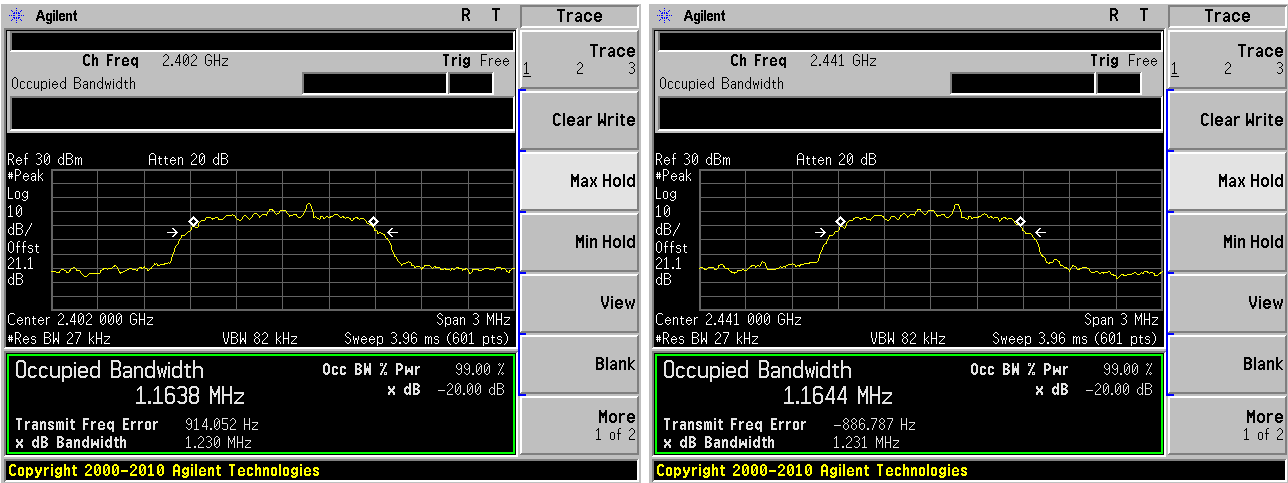 Agilent R T Trace
Ch Freq 2.402 GHz Trig Free
Occupied Bandwidth
Trace
1 2 3
Clear Write
Max Hold
Min Hold
View
Blank
More
1 of 2
Ref 30 dBm Atten 20 dB
#Peak
Log
10
dB/
Offst
21.1
dB
Center 2.402 000 GHz Span 3 MHz
#Res BW 27 kHz VBW 82 kHz Sweep 3.96 ms (601 pts)
Occupied Bandwidth Occ BW % Pwr 99.00 %
1.1638 MHz x dB -20.00 dB
Transmit Freq Error 914.052 Hz
x dB Bandwidth 1.230 MHz
Copyright 2000-2010 Agilent Technologies
Agilent R T Trace
Ch Freq 2.441 GHz Trig Free
Occupied Bandwidth
Trace
1 2 3
Clear Write
Max Hold
Min Hold
View
Blank
More
1 of 2
Ref 30 dBm Atten 20 dB
#Peak
Log
10
dB/
Offst
21.1
dB
Center 2.441 000 GHz Span 3 MHz
#Res BW 27 kHz VBW 82 kHz Sweep 3.96 ms (601 pts)
Occupied Bandwidth Occ BW % Pwr 99.00 %
1.1644 MHz x dB -20.00 dB
Transmit Freq Error -886.787 Hz
x dB Bandwidth 1.231 MHz
Copyright 2000-2010 Agilent Technologies